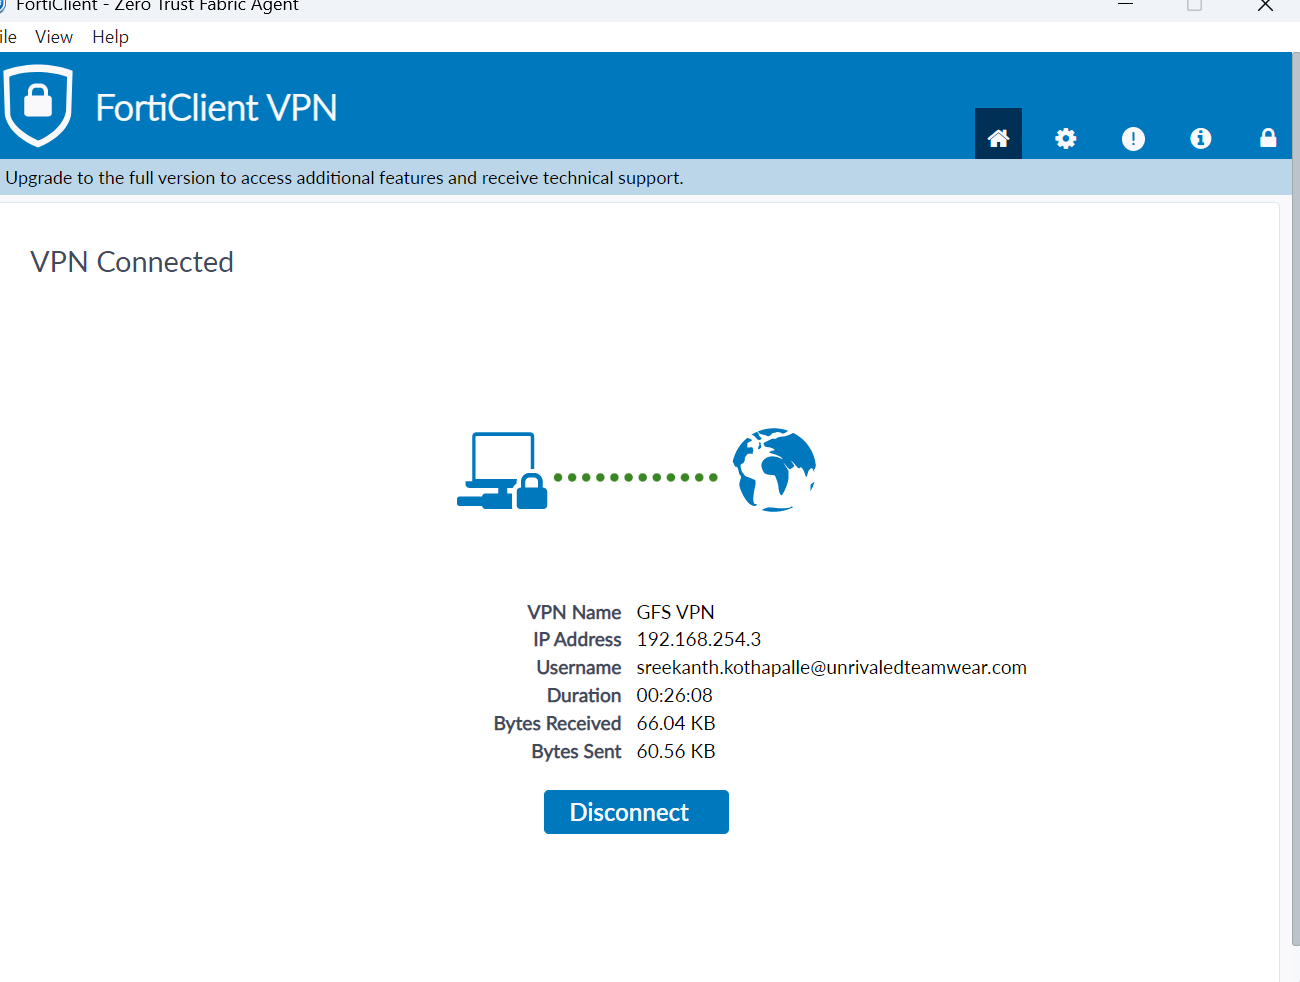 FortiClient - Zero Trust Fabric Agent
ile View Help
FortiClient VPN
Upgrade to the full version to access additional features and receive technical support.
VPN Connected
VPN Name GFS VPN
IP Address 192.168.254.3
Username sreekanth.kothapalle@unrivaledteamwear.com
Duration 00:26:08
Bytes Received 66.04 KB
Bytes Sent 60.56 KB
Disconnect